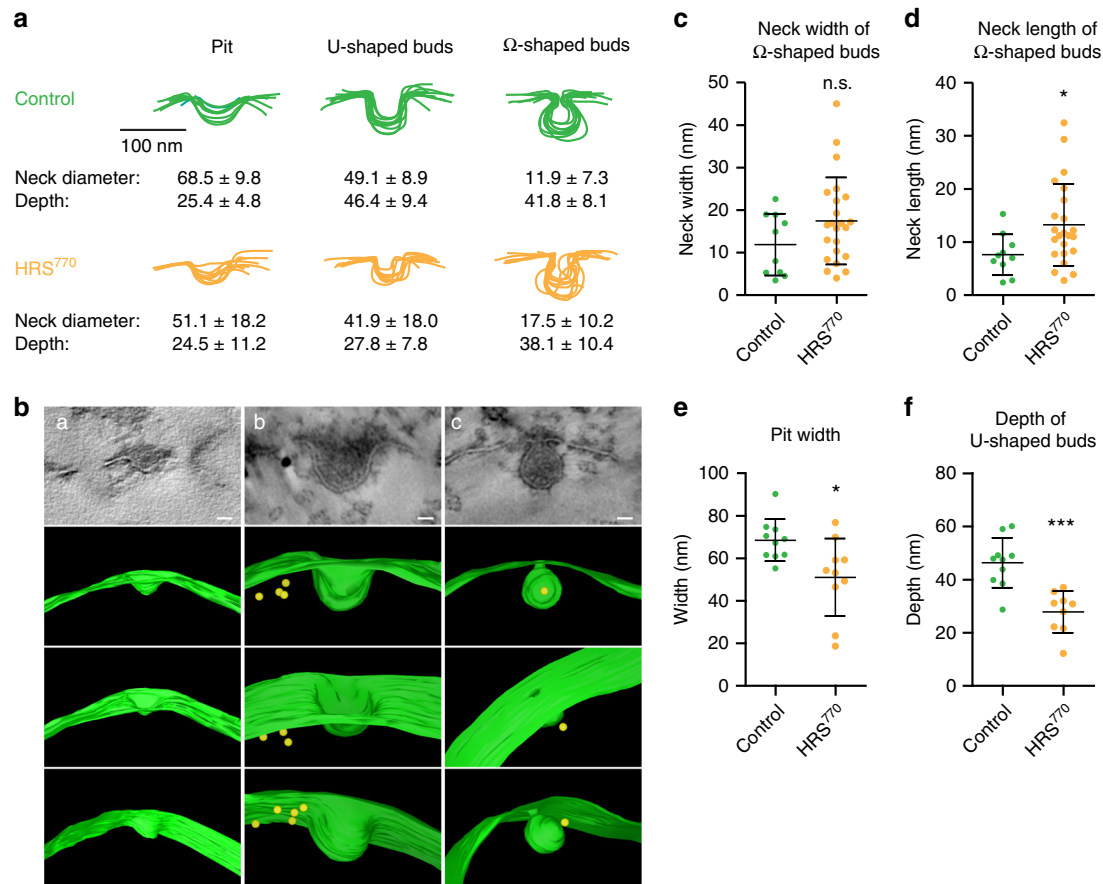 a
Pit U-shaped buds Ω-shaped buds
Control
100 nm
Neck diameter: 68.5 ± 9.8 49.1 ± 8.9 11.9 ± 7.3
Depth: 25.4 ± 4.8 46.4 ± 9.4 41.8 ± 8.1
HRS⁷⁷⁰
Neck diameter: 51.1 ± 18.2 41.9 ± 18.0 17.5 ± 10.2
Depth: 24.5 ± 11.2 27.8 ± 7.8 38.1 ± 10.4
b
a b c
c
Neck width of
Ω-shaped buds
n.s.
50
40
30
20
10
0
Neck width (nm)
Control HRS⁷⁷⁰
d
Neck length of
Ω-shaped buds
*
40
30
20
10
0
Neck length (nm)
Control HRS⁷⁷⁰
e
Pit width
*
100
80
60
40
20
0
Width (nm)
Control HRS⁷⁷⁰
f
Depth of
U-shaped buds
***
80
60
40
20
0
Depth (nm)
Control HRS⁷⁷⁰